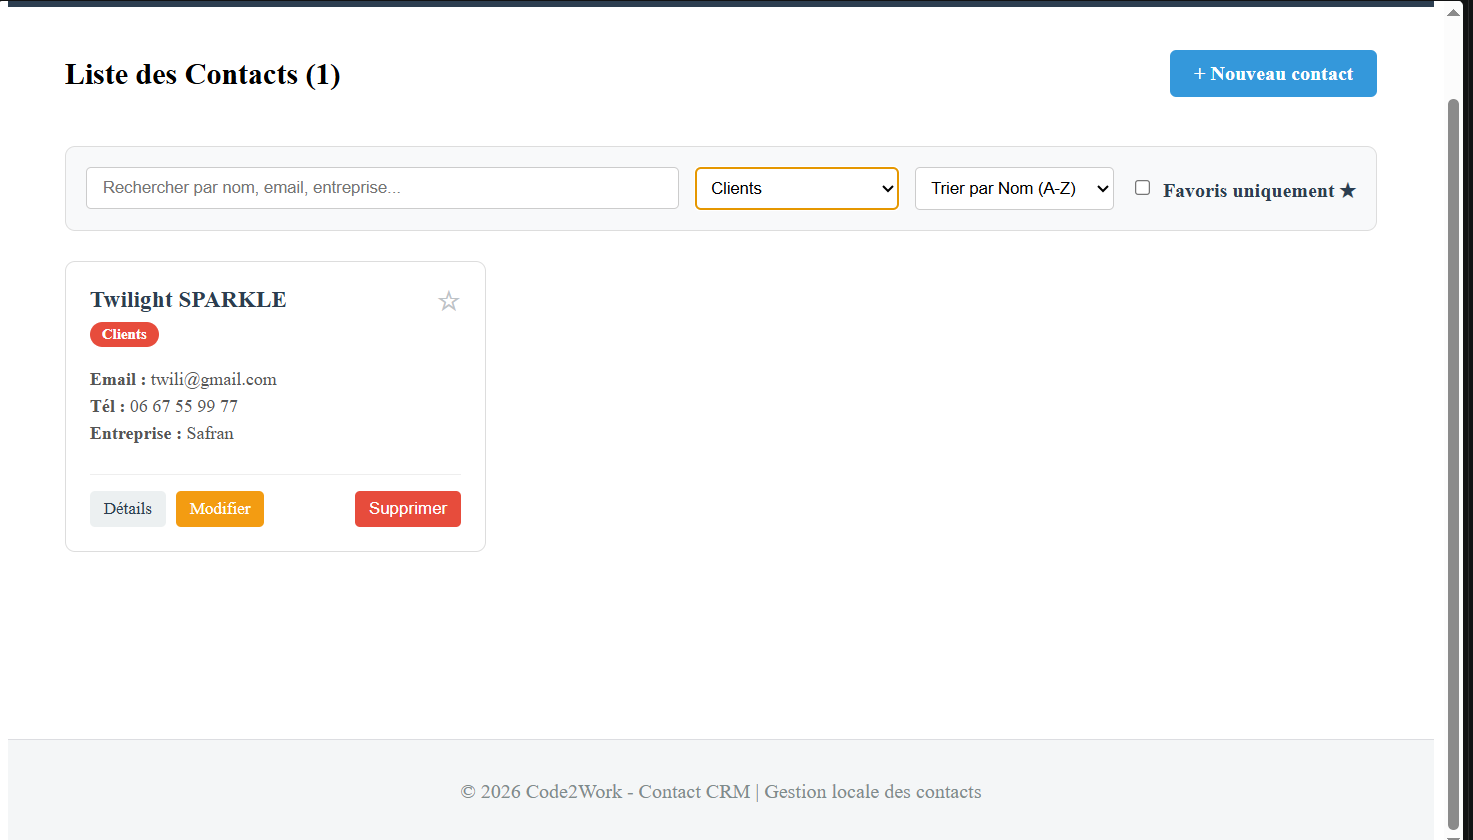 Liste des Contacts (1)
+ Nouveau contact
Rechercher par nom, email, entreprise...
Clients
Trier par Nom (A-Z)
Favoris uniquement ★
Twilight SPARKLE
☆
Clients
Email : twili@gmail.com
Tél : 06 67 55 99 77
Entreprise : Safran
Détails
Modifier
Supprimer
© 2026 Code2Work - Contact CRM | Gestion locale des contacts